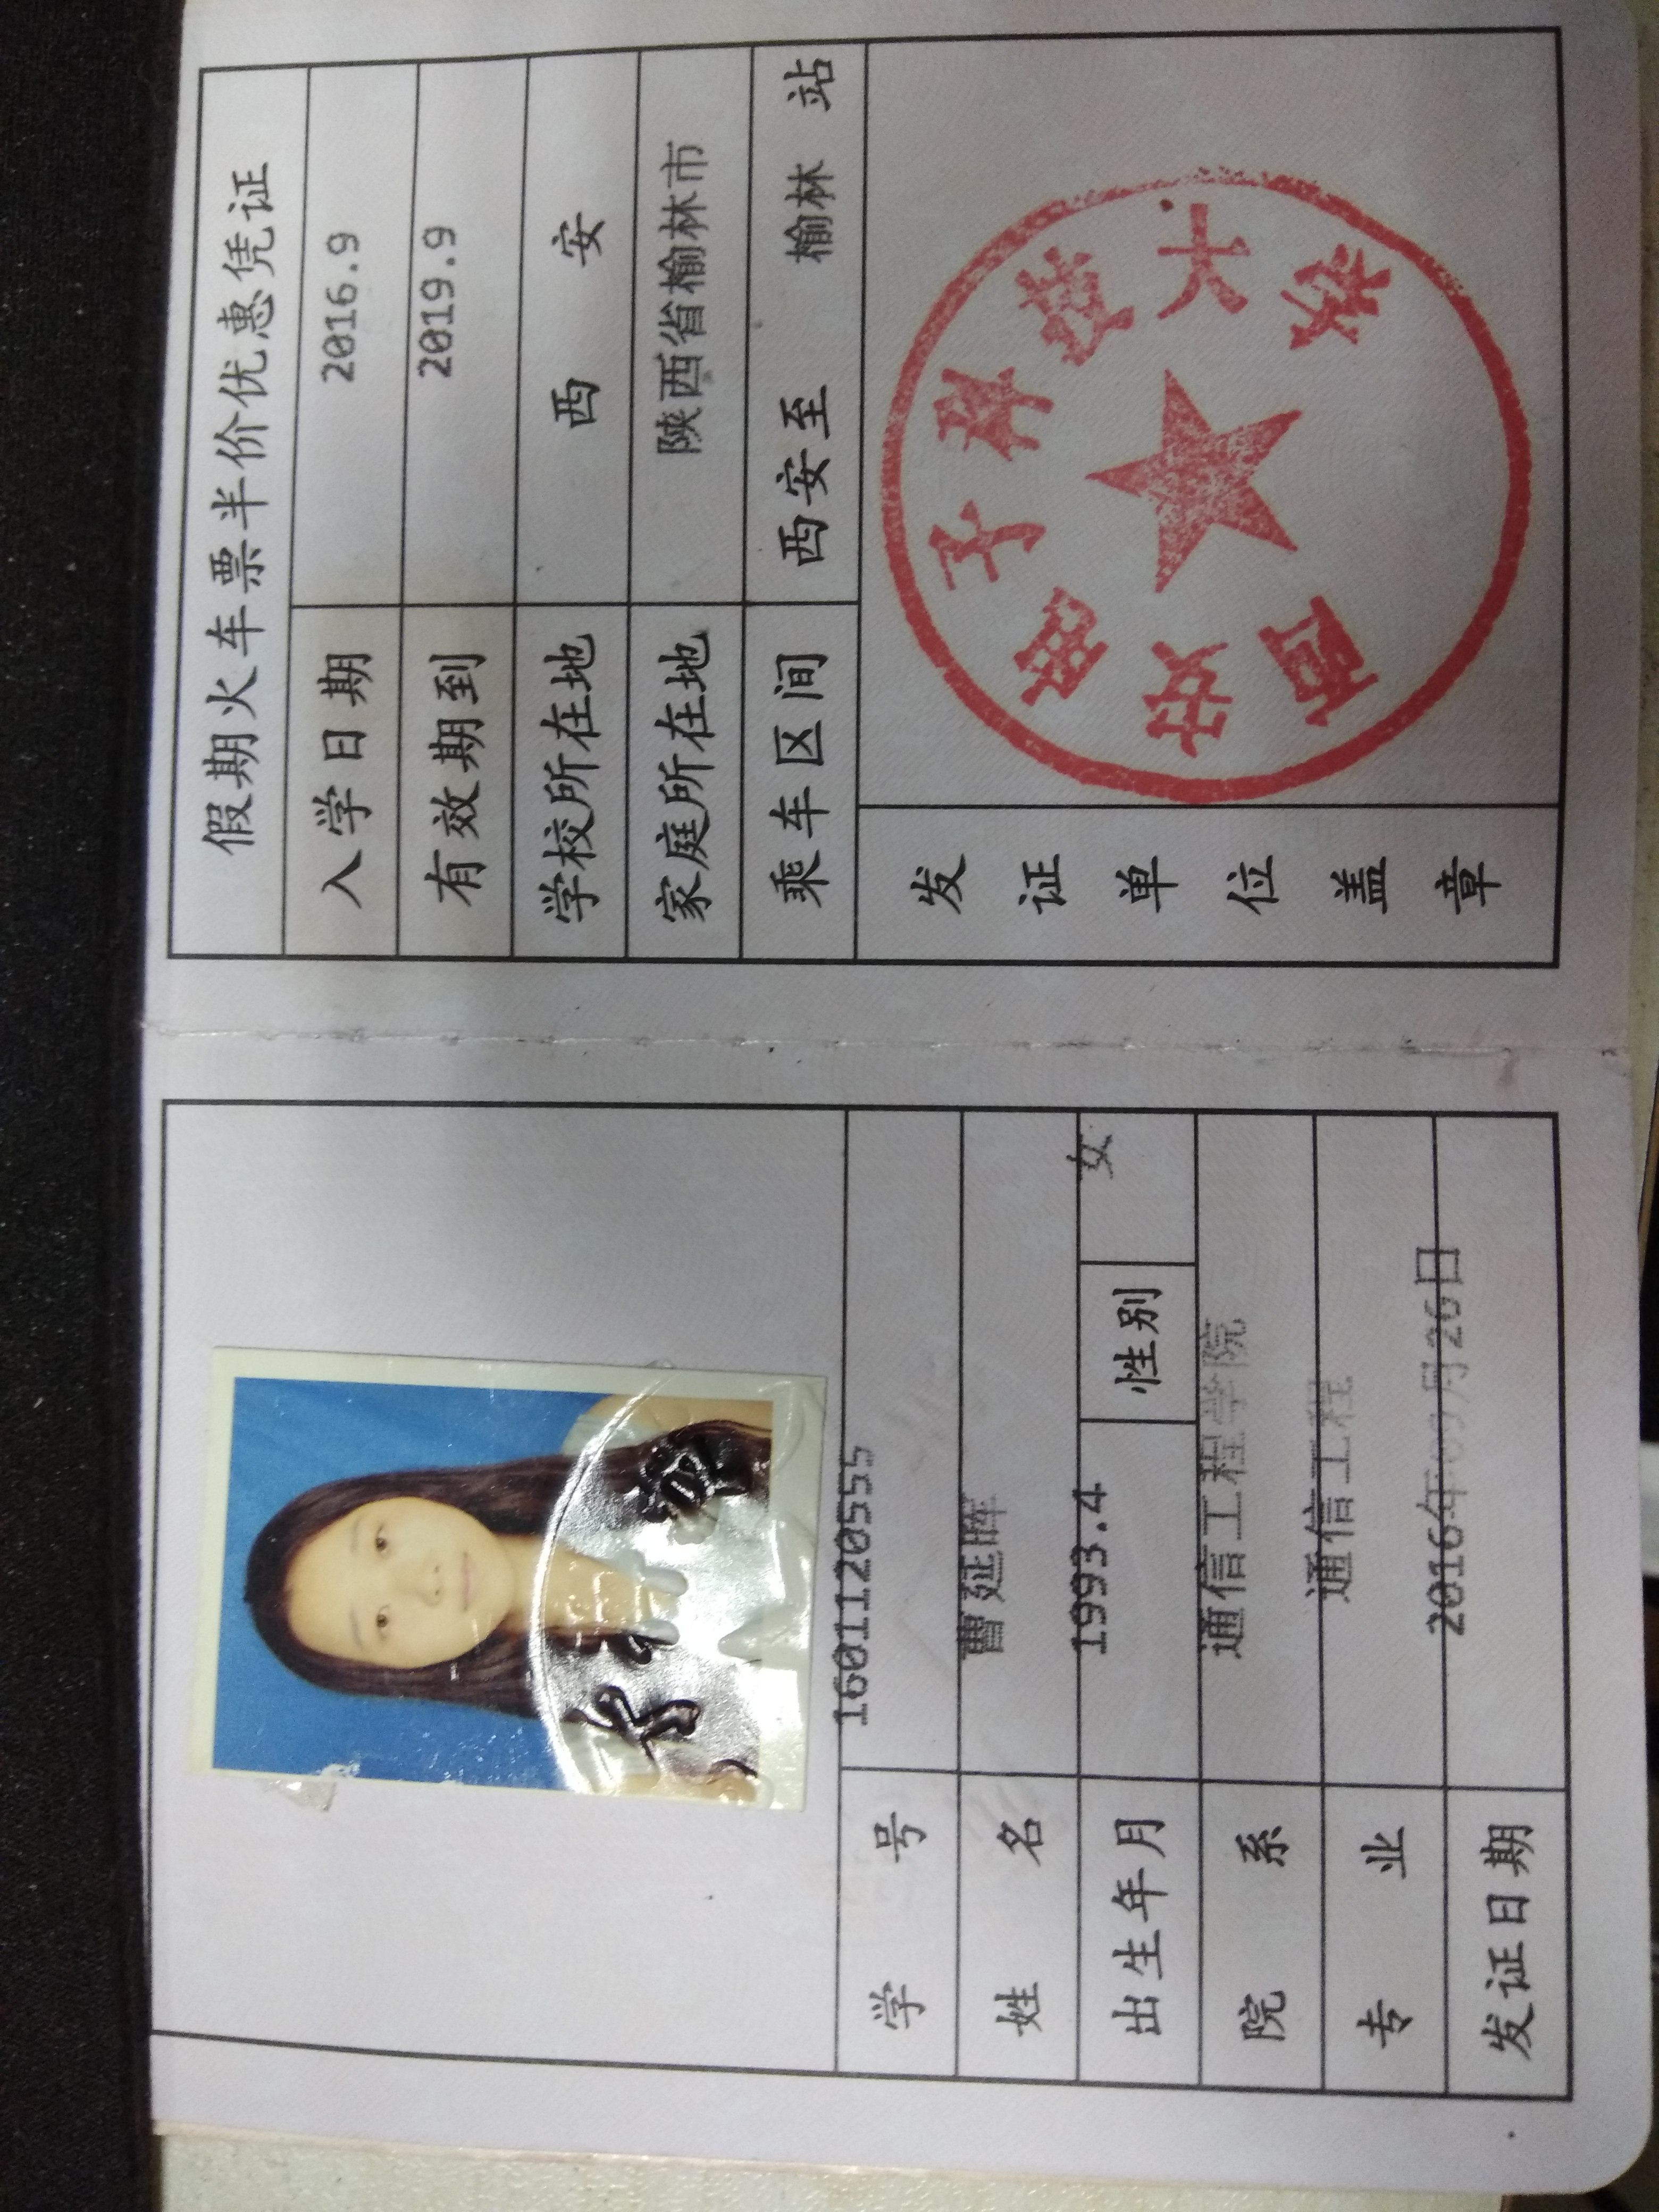 学 号 1601120555
姓 名 曹延晖
出生年月 1993.4 性别 女
院 系 通信工程学院
专 业 通信工程
发证日期 2016年09月26日
假期火车票半价优惠凭证
入学日期 2016.9
有效期到 2019.9
学校所在地 西 安
家庭所在地 陕西省榆林市
乘车区间 西安至 榆林 站
发证单位盖章
西安电子科技大学